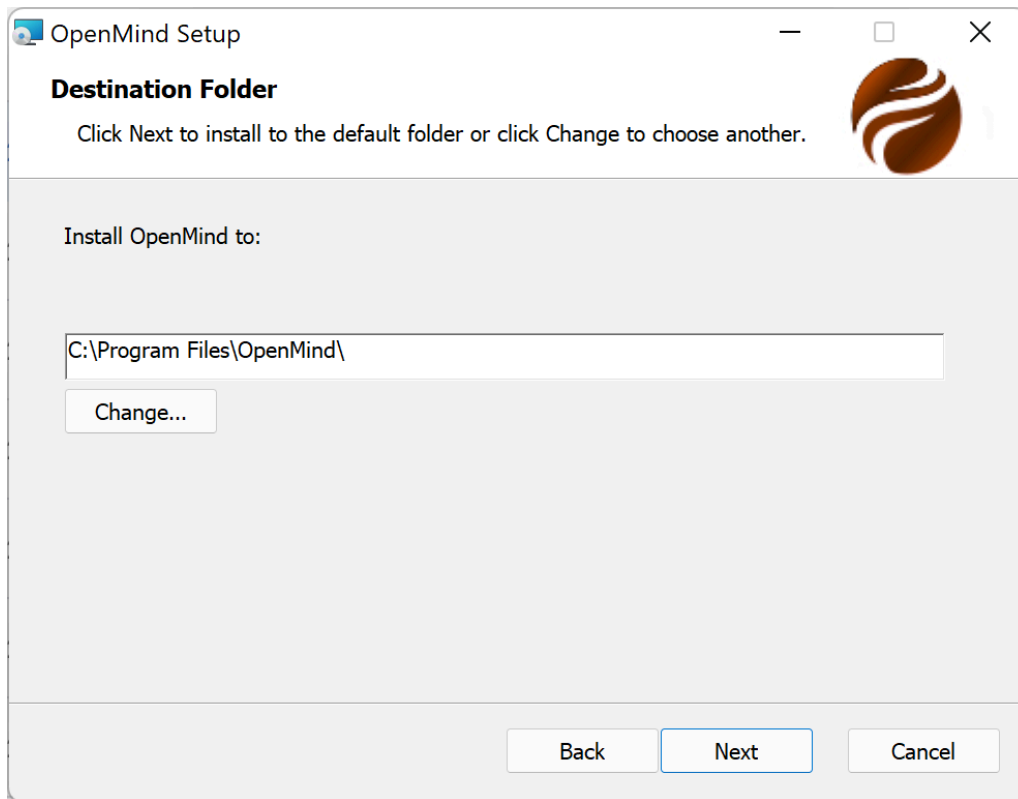 OpenMind Setup
Destination Folder
Click Next to install to the default folder or click Change to choose another.
Install OpenMind to:
C:\Program Files\OpenMind\
Change...
Back Next Cancel